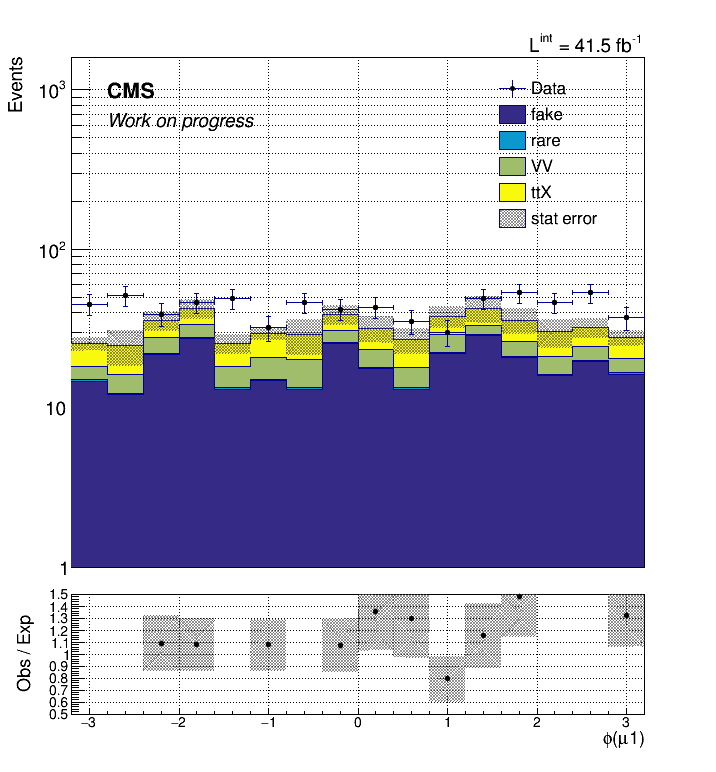 L^int = 41.5 fb^-1
Events
10^3
CMS
Work on progress
Data
fake
rare
VV
ttX
stat error
10^2
10
1
Obs / Exp
1.5
1.4
1.3
1.2
1.1
1
0.9
0.8
0.7
0.6
0.5
−3 −2 −1 0 1 2 3
ϕ(μ1)